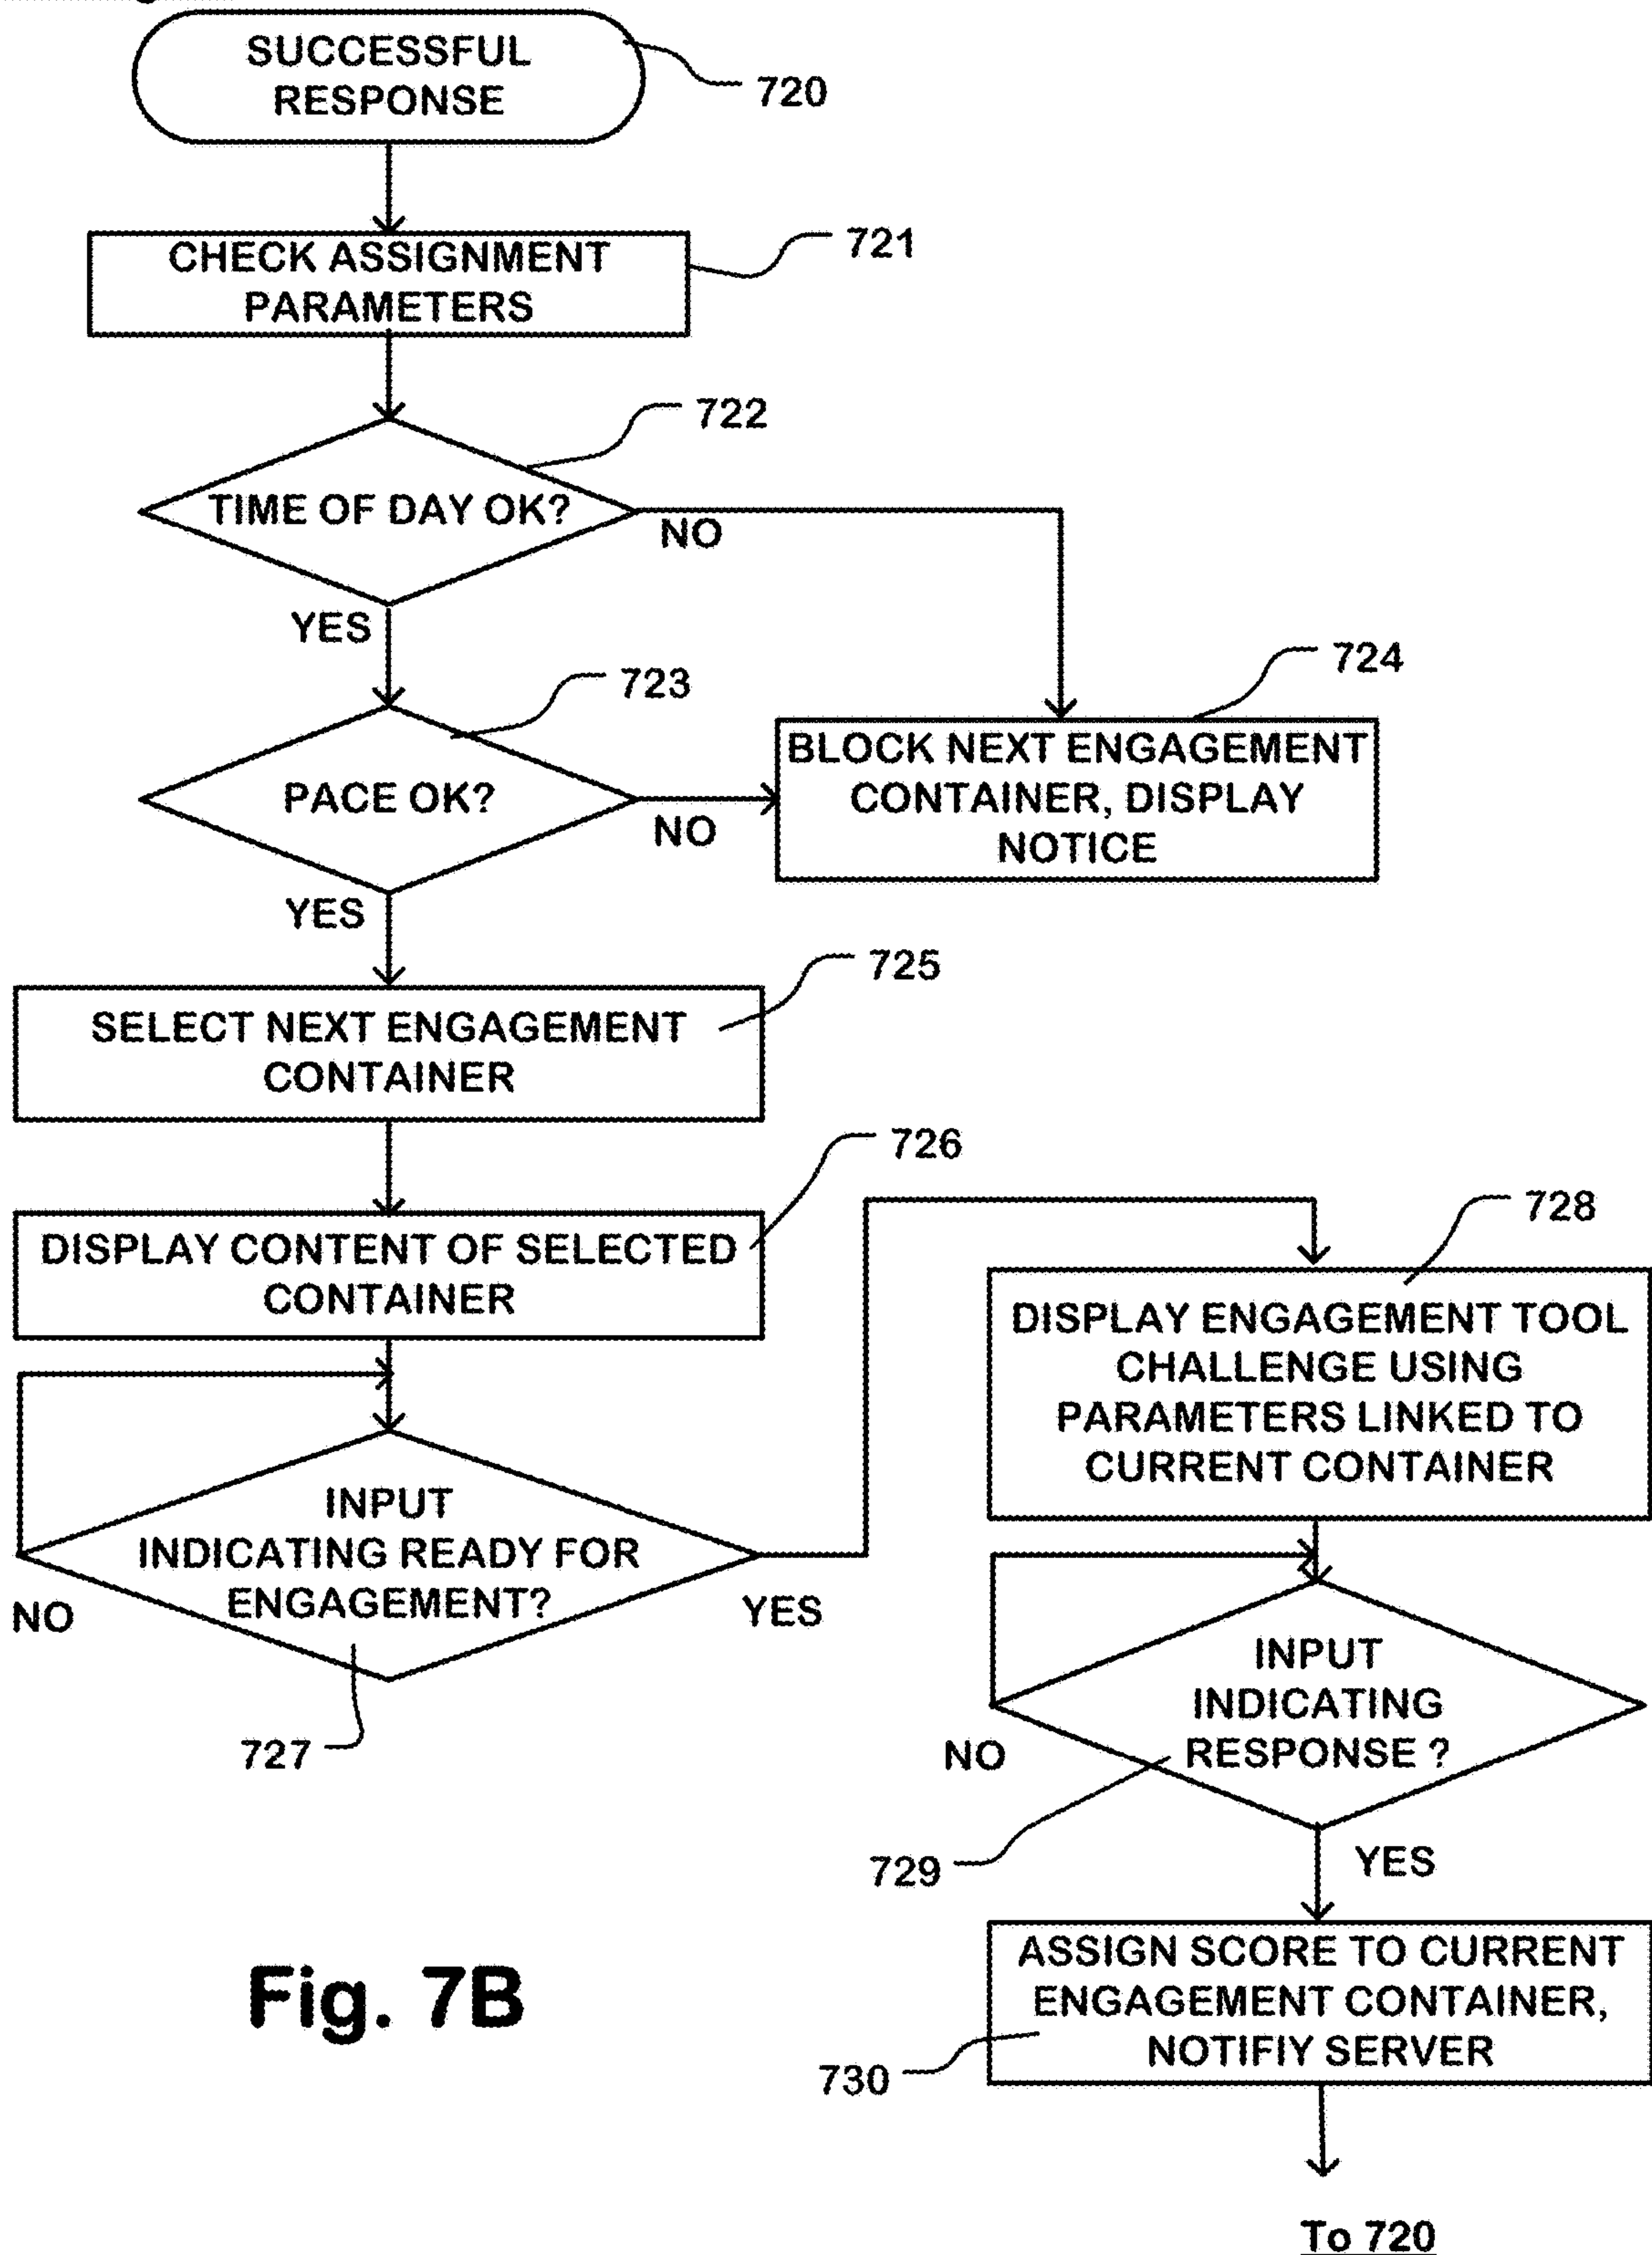 SUCCESSFUL
RESPONSE
720
CHECK ASSIGNMENT
PARAMETERS
721
722
TIME OF DAY OK?
NO
YES
723
724
PACE OK?
NO
BLOCK NEXT ENGAGEMENT
CONTAINER, DISPLAY
NOTICE
YES
725
SELECT NEXT ENGAGEMENT
CONTAINER
726
DISPLAY CONTENT OF SELECTED
CONTAINER
INPUT
INDICATING READY FOR
ENGAGEMENT?
NO
YES
727
728
DISPLAY ENGAGEMENT TOOL
CHALLENGE USING
PARAMETERS LINKED TO
CURRENT CONTAINER
INPUT
INDICATING
RESPONSE ?
NO
729
YES
ASSIGN SCORE TO CURRENT
ENGAGEMENT CONTAINER,
NOTIFIY SERVER
730
To 720
Fig. 7B